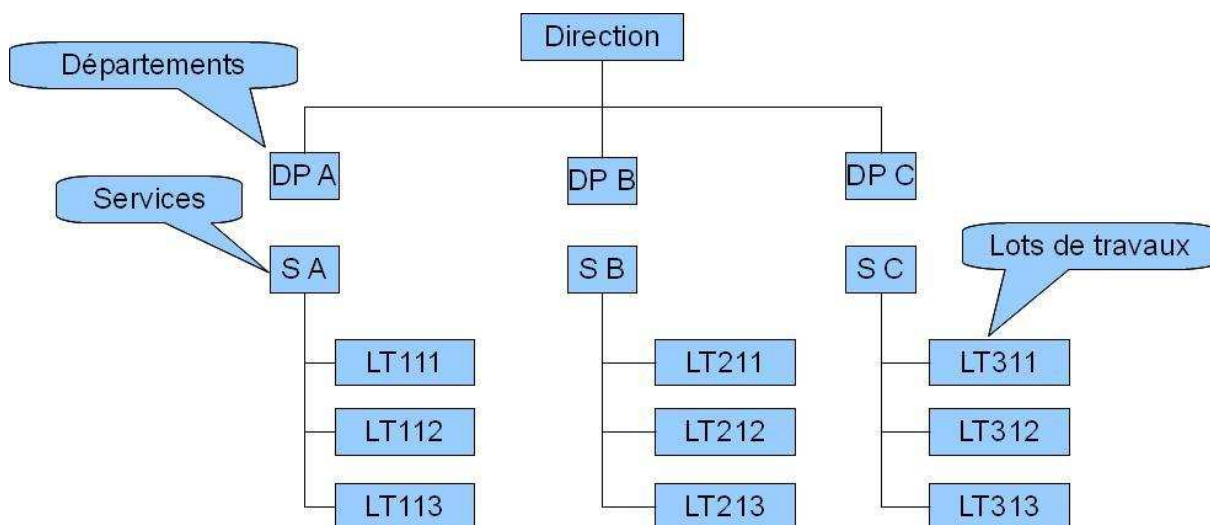 Direction
Départements
DP A
DP B
DP C
Services
S A
S B
S C
Lots de travaux
LT111
LT211
LT311
LT112
LT212
LT312
LT113
LT213
LT313